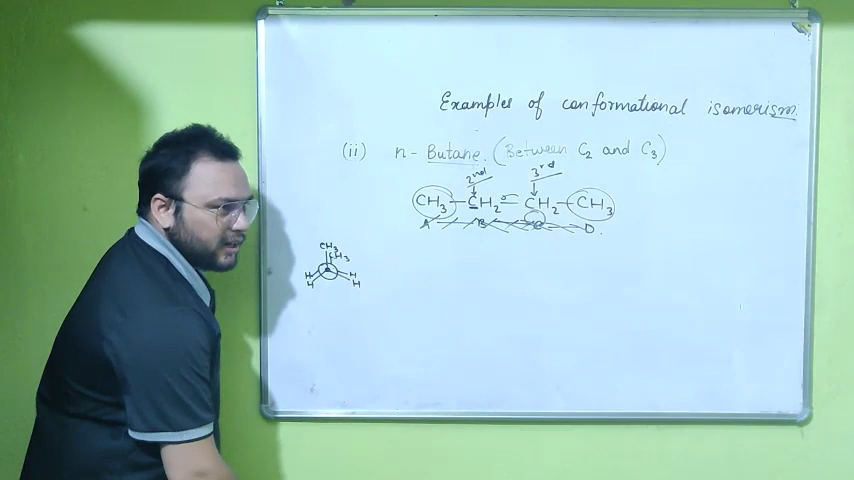 Examples of conformational isomerism.
(ii) n- Butane. (Between C2 and C3)
2nd 3rd
CH3 - CH2 - CH2 - CH3
A B C D.
CH3
CH3
H H
H H